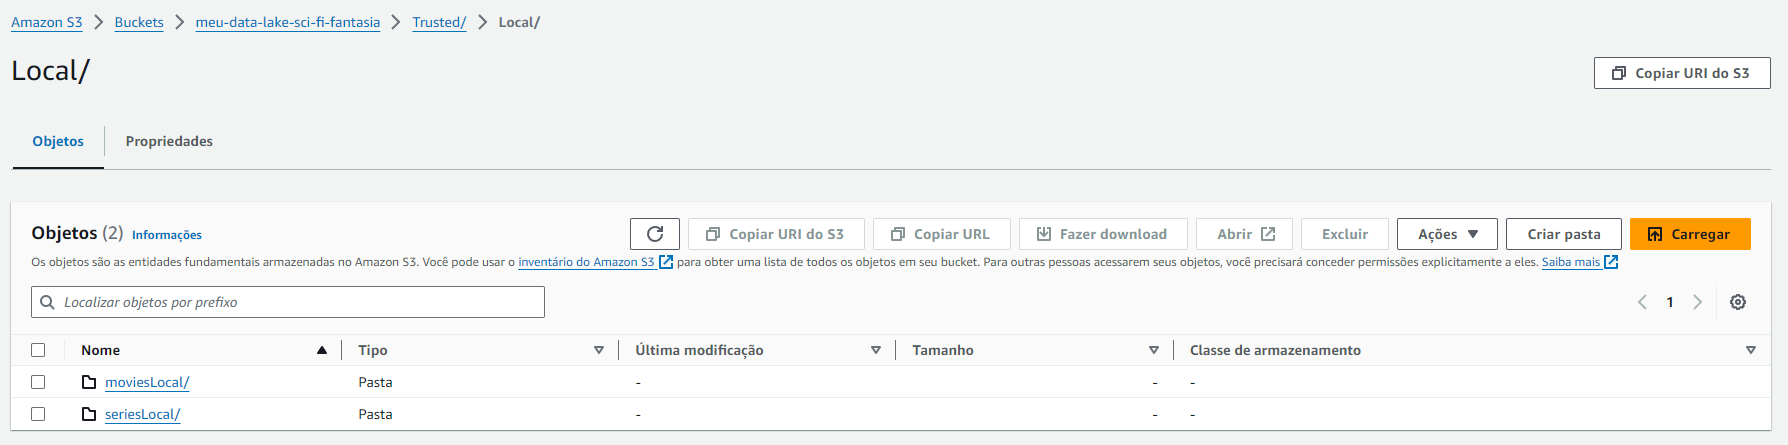 Amazon S3 > Buckets > meu-data-lake-sci-fi-fantasia > Trusted/ > Local/
Local/
Copiar URI do S3
Objetos Propriedades
Objetos (2) Informações Copiar URI do S3 Copiar URL Fazer download Abrir Excluir Ações Criar pasta Carregar
Os objetos são as entidades fundamentais armazenadas no Amazon S3. Você pode usar o inventário do Amazon S3 para obter uma lista de todos os objetos em seu bucket. Para outras pessoas acessarem seus objetos, você precisará conceder permissões explicitamente a eles. Saiba mais
Localizar objetos por prefixo
1
Nome Tipo Última modificação Tamanho Classe de armazenamento
moviesLocal/ Pasta - - -
seriesLocal/ Pasta - - -